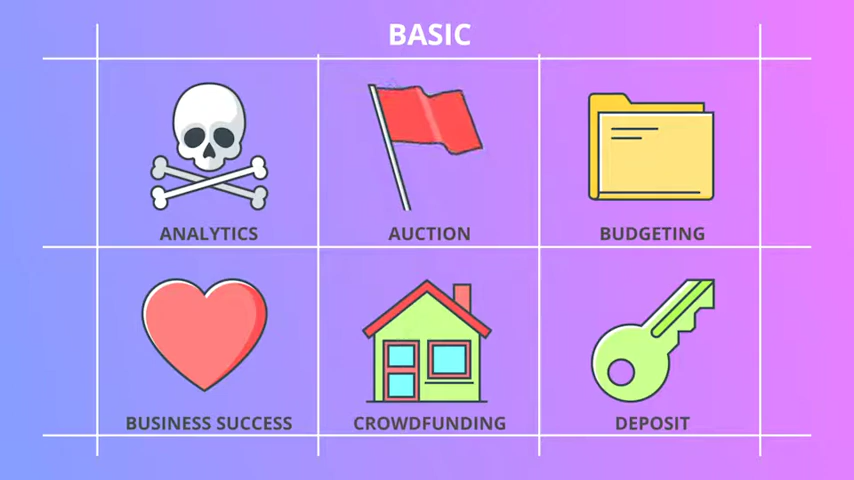 BASIC
ANALYTICS
AUCTION
BUDGETING
BUSINESS SUCCESS
CROWDFUNDING
DEPOSIT